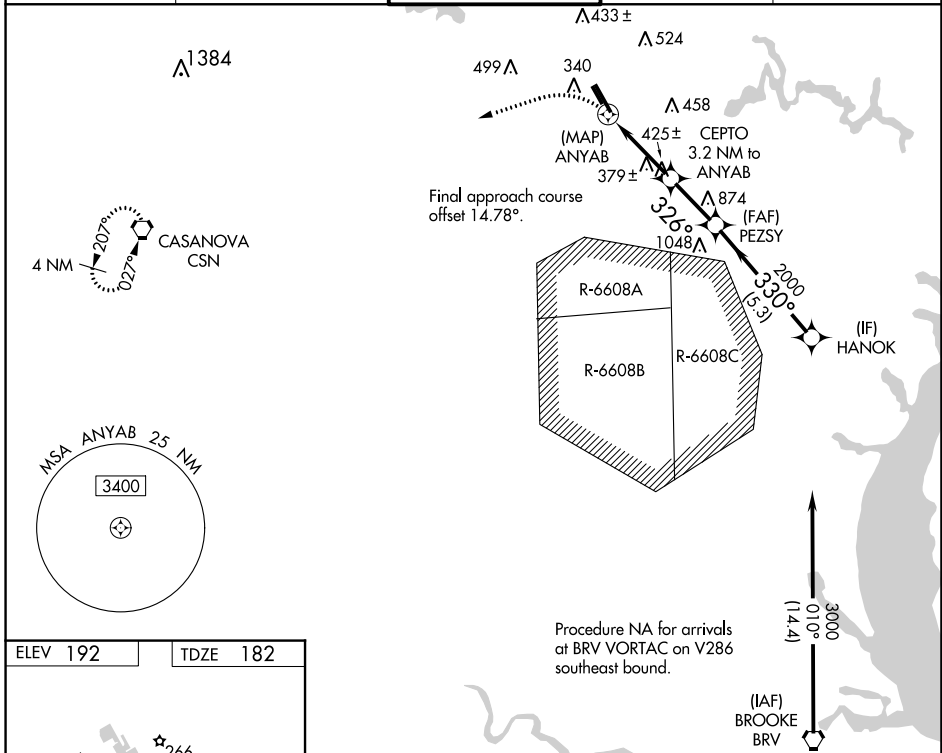 433 ±
524
1384
499
340
458
(MAP)
ANYAB
425 ±
CEPTO
3.2 NM to
ANYAB
379 ±
Final approach course
offset 14.78°.
874
326°
(FAF)
PEZSY
1048
207°
027°
4 NM
CASANOVA
CSN
R-6608A
2000
330°
(5.3)
(IF)
HANOK
R-6608B
R-6608C
MSA ANYAB 25 NM
3400
3000
010°
(14.4)
Procedure NA for arrivals
at BRV VORTAC on V286
southeast bound.
ELEV 192
TDZE 182
(IAF)
BROOKE
BRV
266